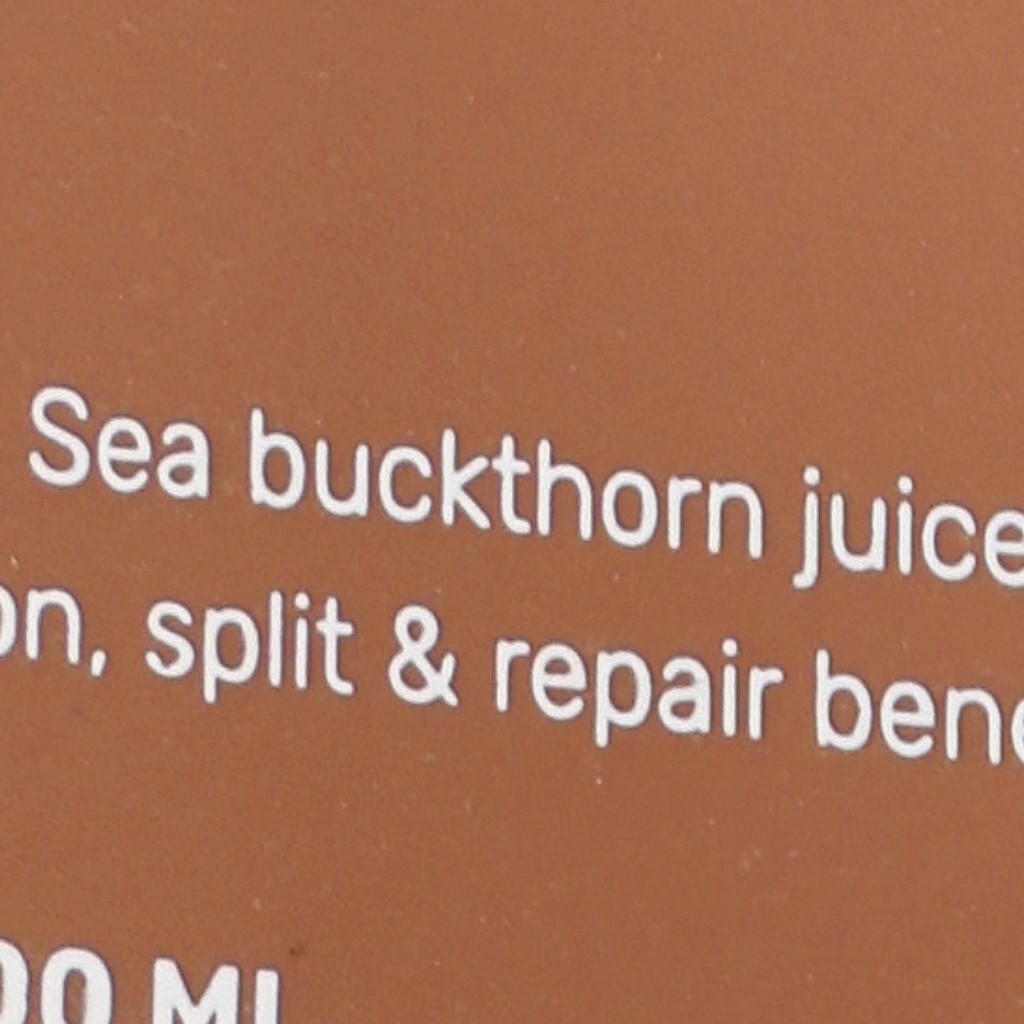 Sea buckthorn juice
on, split & repair bene
00 ML